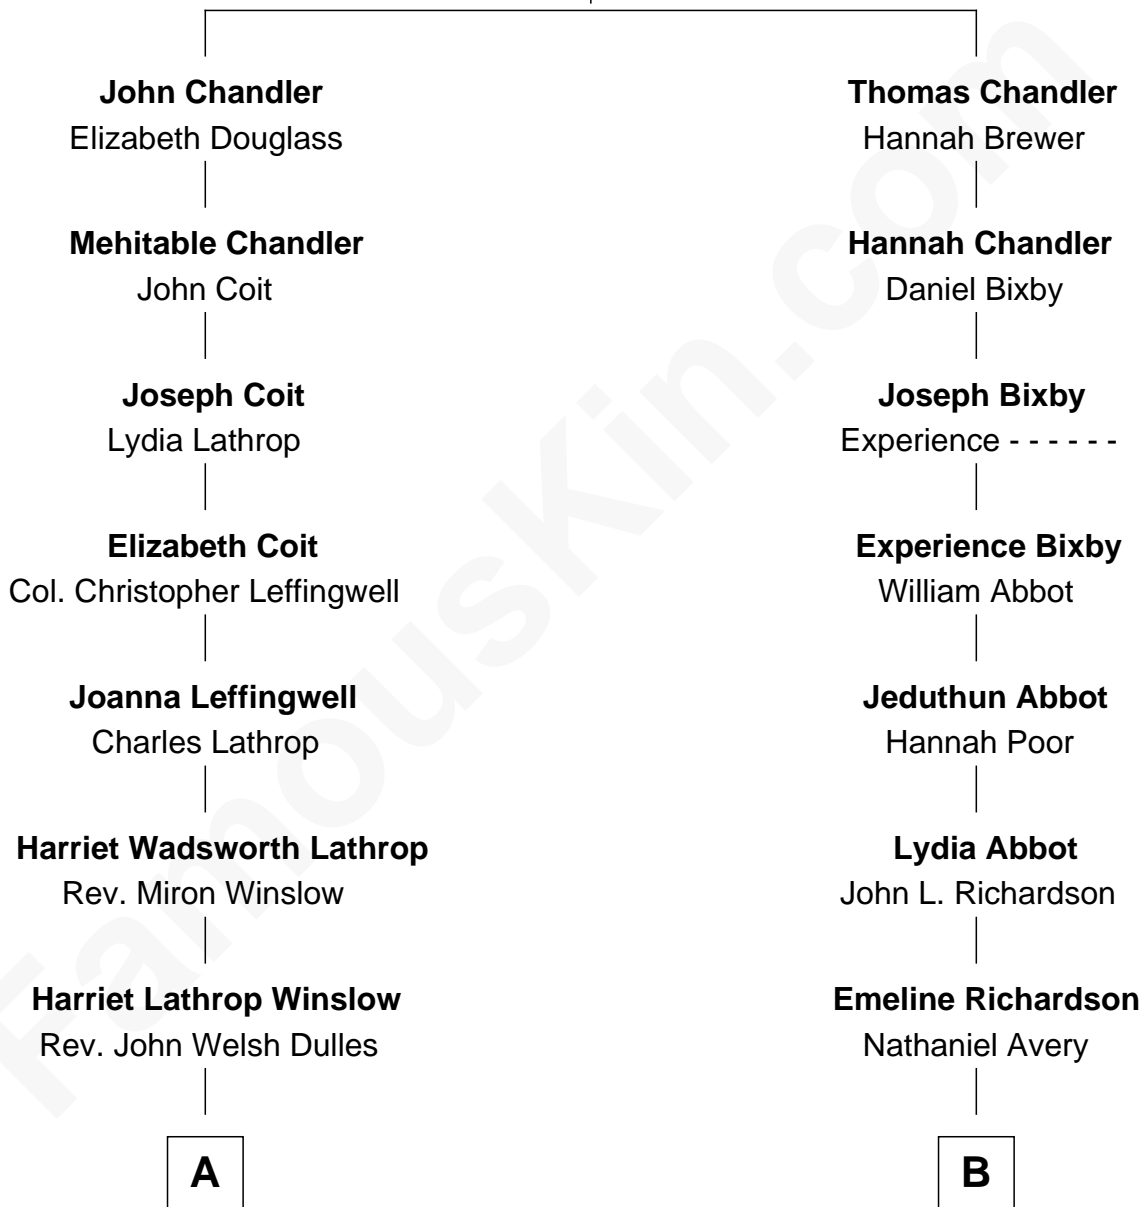 John Chandler
Elizabeth Douglass
Mehitable Chandler
John Coit
Joseph Coit
Lydia Lathrop
Elizabeth Coit
Col. Christopher Leffingwell
Joanna Leffingwell
Charles Lathrop
Harriet Wadsworth Lathrop
Rev. Miron Winslow
Harriet Lathrop Winslow
Rev. John Welsh Dulles
A
Thomas Chandler
Hannah Brewer
Hannah Chandler
Daniel Bixby
Joseph Bixby
Experience - - - - - -
Experience Bixby
William Abbot
Jeduthun Abbot
Hannah Poor
Lydia Abbot
John L. Richardson
Emeline Richardson
Nathaniel Avery
B
FamousKin.com